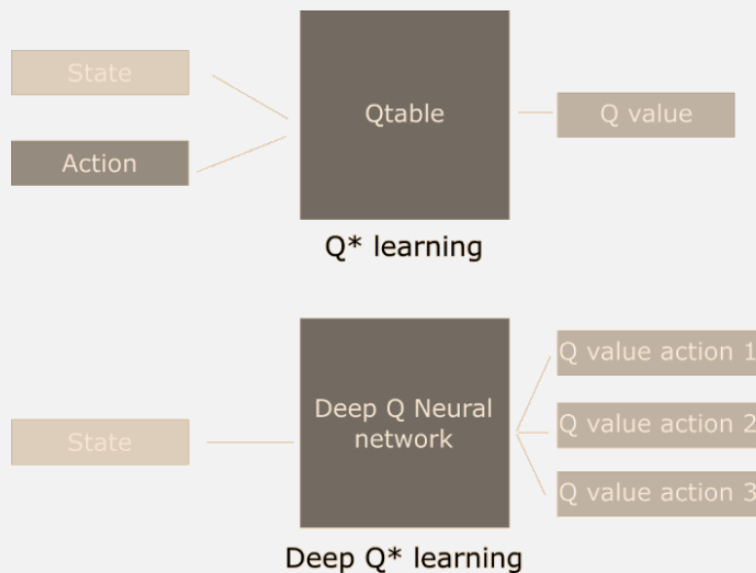 State
Action
Qtable
Q value
Q* learning
State
Deep Q Neural
network
Q value action 1
Q value action 2
Q value action 3
Deep Q* learning